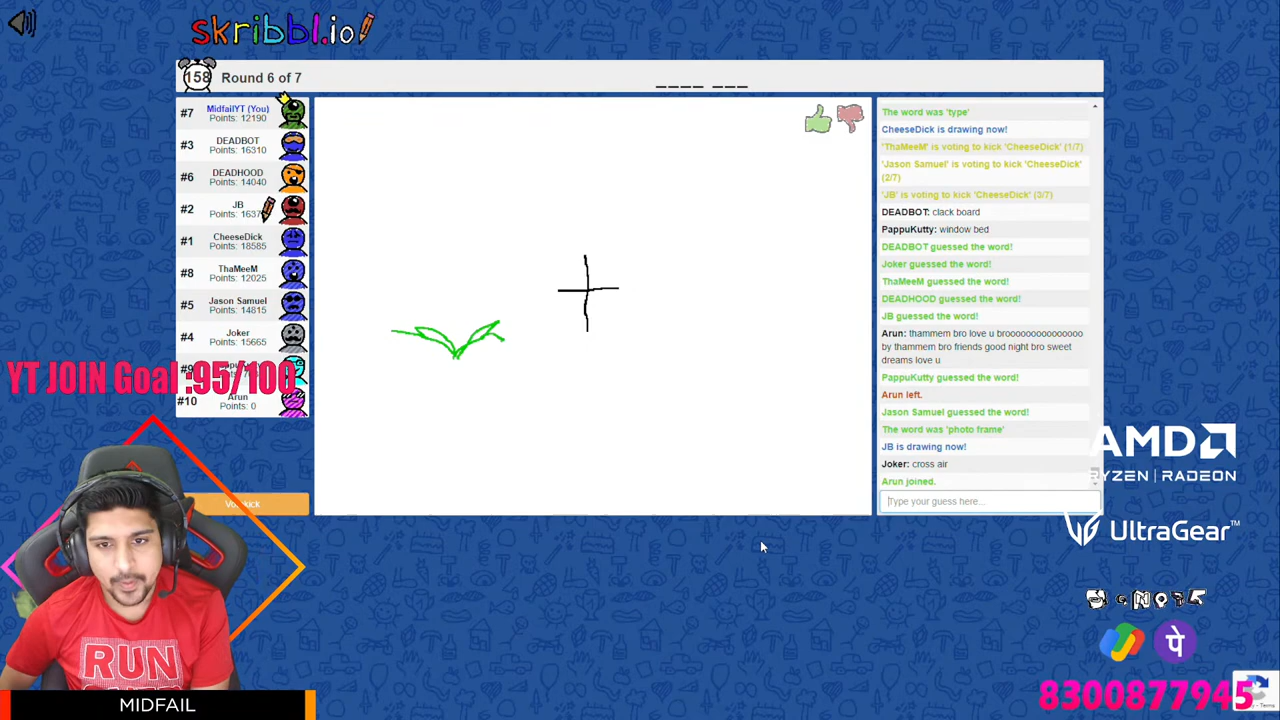 skribbl.io
158
Round 6 of 7
____ ___
#7
MidfailYT (You)
Points: 12190
#3
DEADBOT
Points: 16310
#6
DEADHOOD
Points: 14040
#2
JB
#1
CheeseDick
Points: 18585
#8
ThaMeeM
Points: 12025
#5
Jason Samuel
Points: 14815
#4
Joker
Points: 15665
YT JOIN Goal :95/100
#10
Arun
Points: 0
The word was 'type'
CheeseDick is drawing now!
'ThaMeeM' is voting to kick 'CheeseDick' (1/7)
'Jason Samuel' is voting to kick 'CheeseDick'
(2/7)
'JB' is voting to kick 'CheeseDick' (3/7)
DEADBOT: clack board
PappuKutty: window bed
DEADBOT guessed the word!
Joker guessed the word!
ThaMeeM guessed the word!
DEADHOOD guessed the word!
JB guessed the word!
Arun: thammem bro love u brooooooooooooooo
by thammem bro friends good night bro sweet
dreams love u
PappuKutty guessed the word!
Arun left.
Jason Samuel guessed the word!
The word was 'photo frame'
JB is drawing now!
Joker: cross air
Arun joined.
Type your guess here...
AMD
RYZEN | RADEON
UltraGear™
पे
8300877945
RUN
MIDFAIL